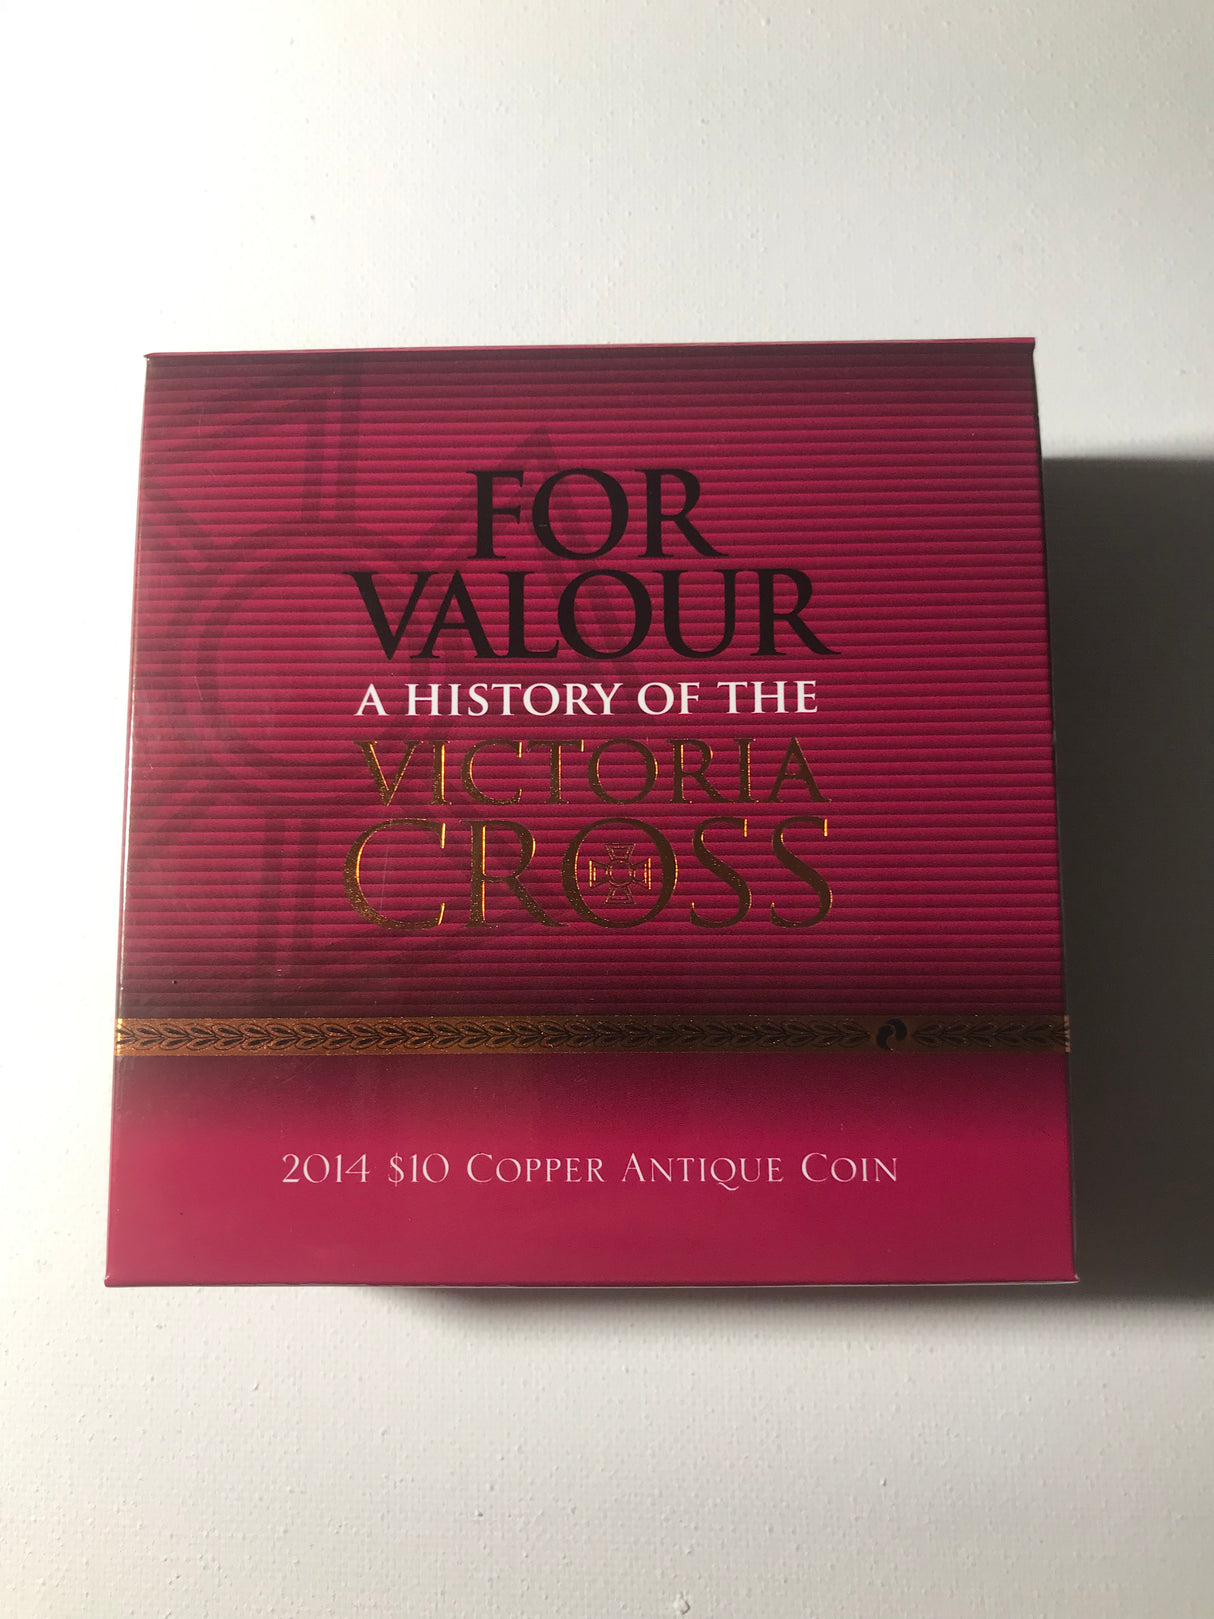 FOR
VALOUR
A HISTORY OF THE
VICTORIA
CROSS
2014 $10 COPPER ANTIQUE COIN